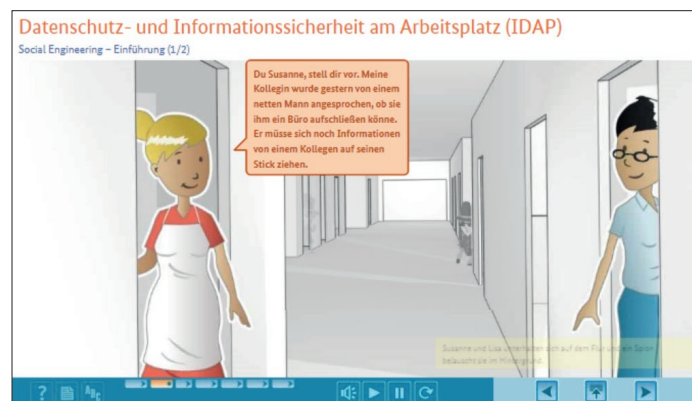 Datenschutz- und Informationssicherheit am Arbeitsplatz (IDAP)
Social Engineering – Einführung (1/2)
Du Susanne, stell dir vor. Meine
Kollegin wurde gestern von einem
netten Mann angesprochen, ob sie
ihm ein Büro aufschließen könne.
Er müsse sich noch Informationen
von einem Kollegen auf seinen
Stick ziehen.
Susanne und Lisa unterhalten sich auf dem Flur und ein Spion
belauscht sie im Hintergrund.
?
ABC